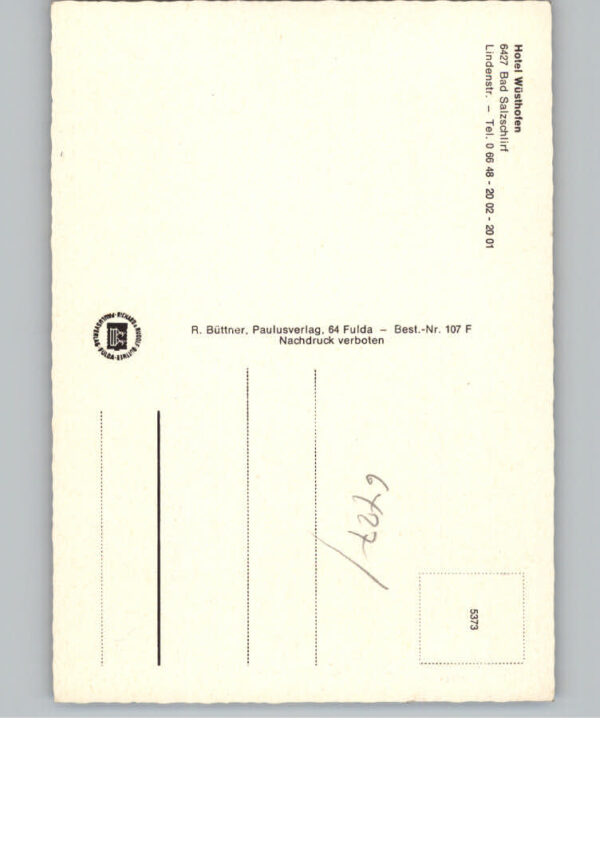 Hotel Wüsthofen
6427 Bad Salzschlirf
Lindenstr. – Tel. 0 66 48 - 20 02 - 20 01
R. Büttner, Paulusverlag, 64 Fulda – Best.-Nr. 107 F
Nachdruck verboten
6427/
5373